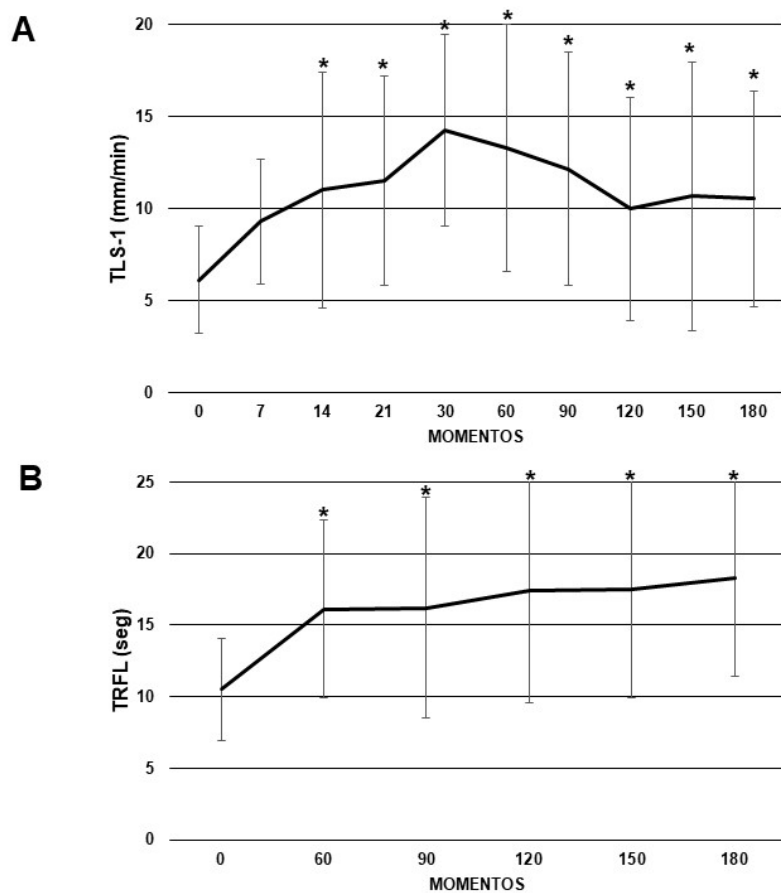 A
TLS-1 (mm/min)
20
15
10
5
0
* * * * * * * * *
0 7 14 21 30 60 90 120 150 180
MOMENTOS
B
TRFL (seg)
25
20
15
10
5
0
* * * * *
0 60 90 120 150 180
MOMENTOS